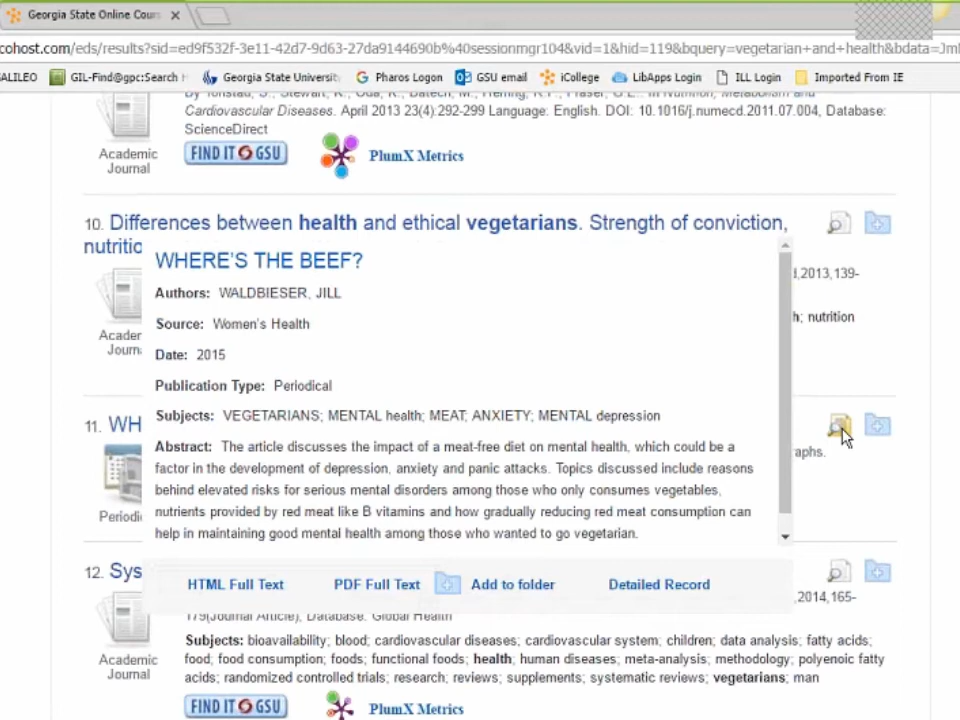 Georgia State Online Cours
cohost.com/eds/results?sid=ed9f532f-3e11-42d7-9d63-27da9144690b%40sessionmgr104&vid=1&hid=119&bquery=vegetarian+and+health&bdata=JmI
ALILEO GIL-Find@gpc:Search Georgia State Universit Pharos Logon GSU email iCollege LibApps Login ILL Login Imported From IE
Cardiovascular Diseases. April 2013 23(4):292-299 Language: English. DOI: 10.1016/j.numecd.2011.07.004, Database:
ScienceDirect
Academic
Journal
FIND IT @ GSU
PlumX Metrics
10. Differences between health and ethical vegetarians. Strength of conviction,
nutritic
WHERE'S THE BEEF?
,2013,139-
Authors: WALDBIESER, JILL
h; nutrition
Source: Women's Health
Acader
Journ
Date: 2015
Publication Type: Periodical
Subjects: VEGETARIANS; MENTAL health; MEAT; ANXIETY; MENTAL depression
11. WH
aphs.
Abstract: The article discusses the impact of a meat-free diet on mental health, which could be a
factor in the development of depression, anxiety and panic attacks. Topics discussed include reasons
behind elevated risks for serious mental disorders among those who only consumes vegetables,
nutrients provided by red meat like B vitamins and how gradually reducing red meat consumption can
help in maintaining good mental health among those who wanted to go vegetarian.
Periodi
12. Sys
HTML Full Text PDF Full Text Add to folder Detailed Record
,2014,165-
179(Journal Article), Database: Global Health
Subjects: bioavailability; blood; cardiovascular diseases; cardiovascular system; children; data analysis; fatty acids;
food; food consumption; foods; functional foods; health; human diseases; meta-analysis; methodology; polyenoic fatty
acids; randomized controlled trials; research; reviews; supplements; systematic reviews; vegetarians; man
Academic
Journal
FIND IT @ GSU
PlumX Metrics